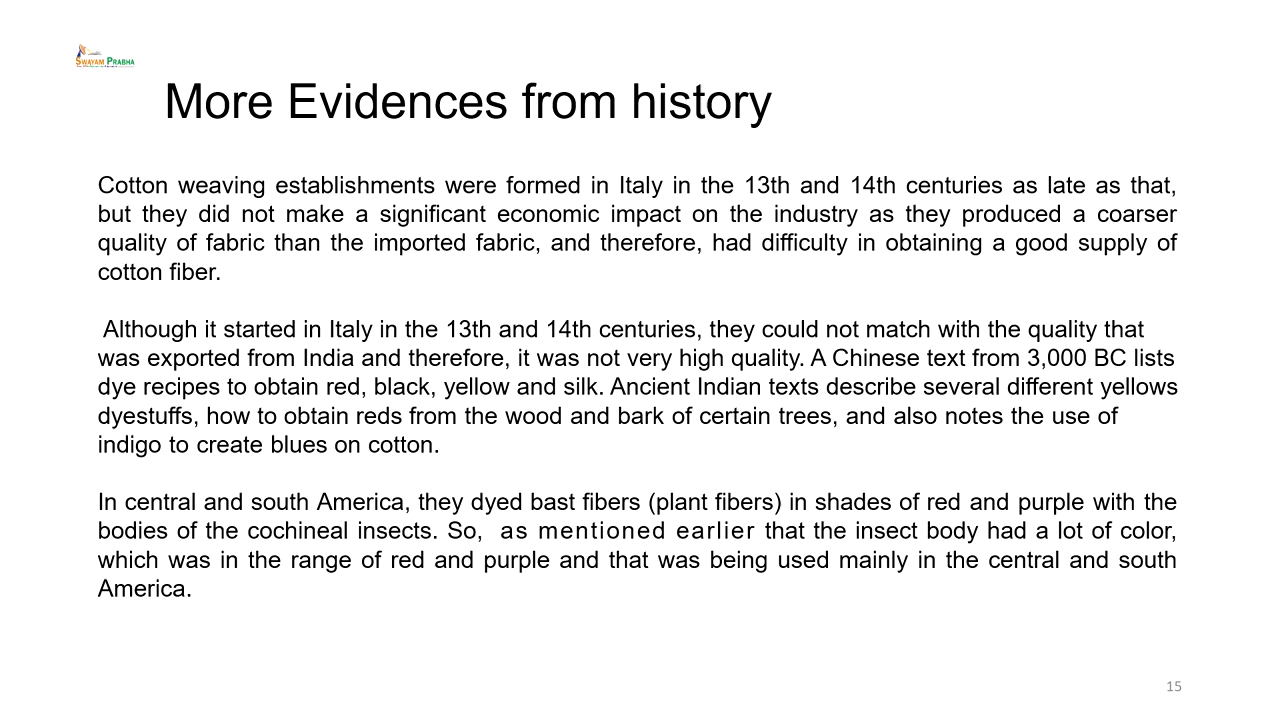 SWAYAM PRABHA
More Evidences from history
Cotton weaving establishments were formed in Italy in the 13th and 14th centuries as late as that,
but they did not make a significant economic impact on the industry as they produced a coarser
quality of fabric than the imported fabric, and therefore, had difficulty in obtaining a good supply of
cotton fiber.
Although it started in Italy in the 13th and 14th centuries, they could not match with the quality that
was exported from India and therefore, it was not very high quality. A Chinese text from 3,000 BC lists
dye recipes to obtain red, black, yellow and silk. Ancient Indian texts describe several different yellows
dyestuffs, how to obtain reds from the wood and bark of certain trees, and also notes the use of
indigo to create blues on cotton.
In central and south America, they dyed bast fibers (plant fibers) in shades of red and purple with the
bodies of the cochineal insects. So, as mentioned earlier that the insect body had a lot of color,
which was in the range of red and purple and that was being used mainly in the central and south
America.
15